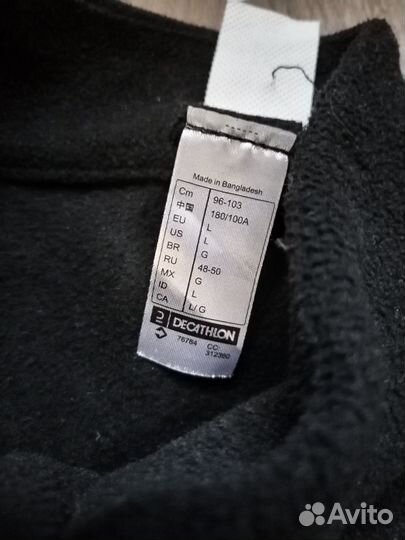 Made in Bangladesh
Cm 96-103
中国 180/100A
EU L
US L
BR G
RU 48-50
MX G
ID L
CA L/G
DECATHLON
76784 CC: 312380
Avito